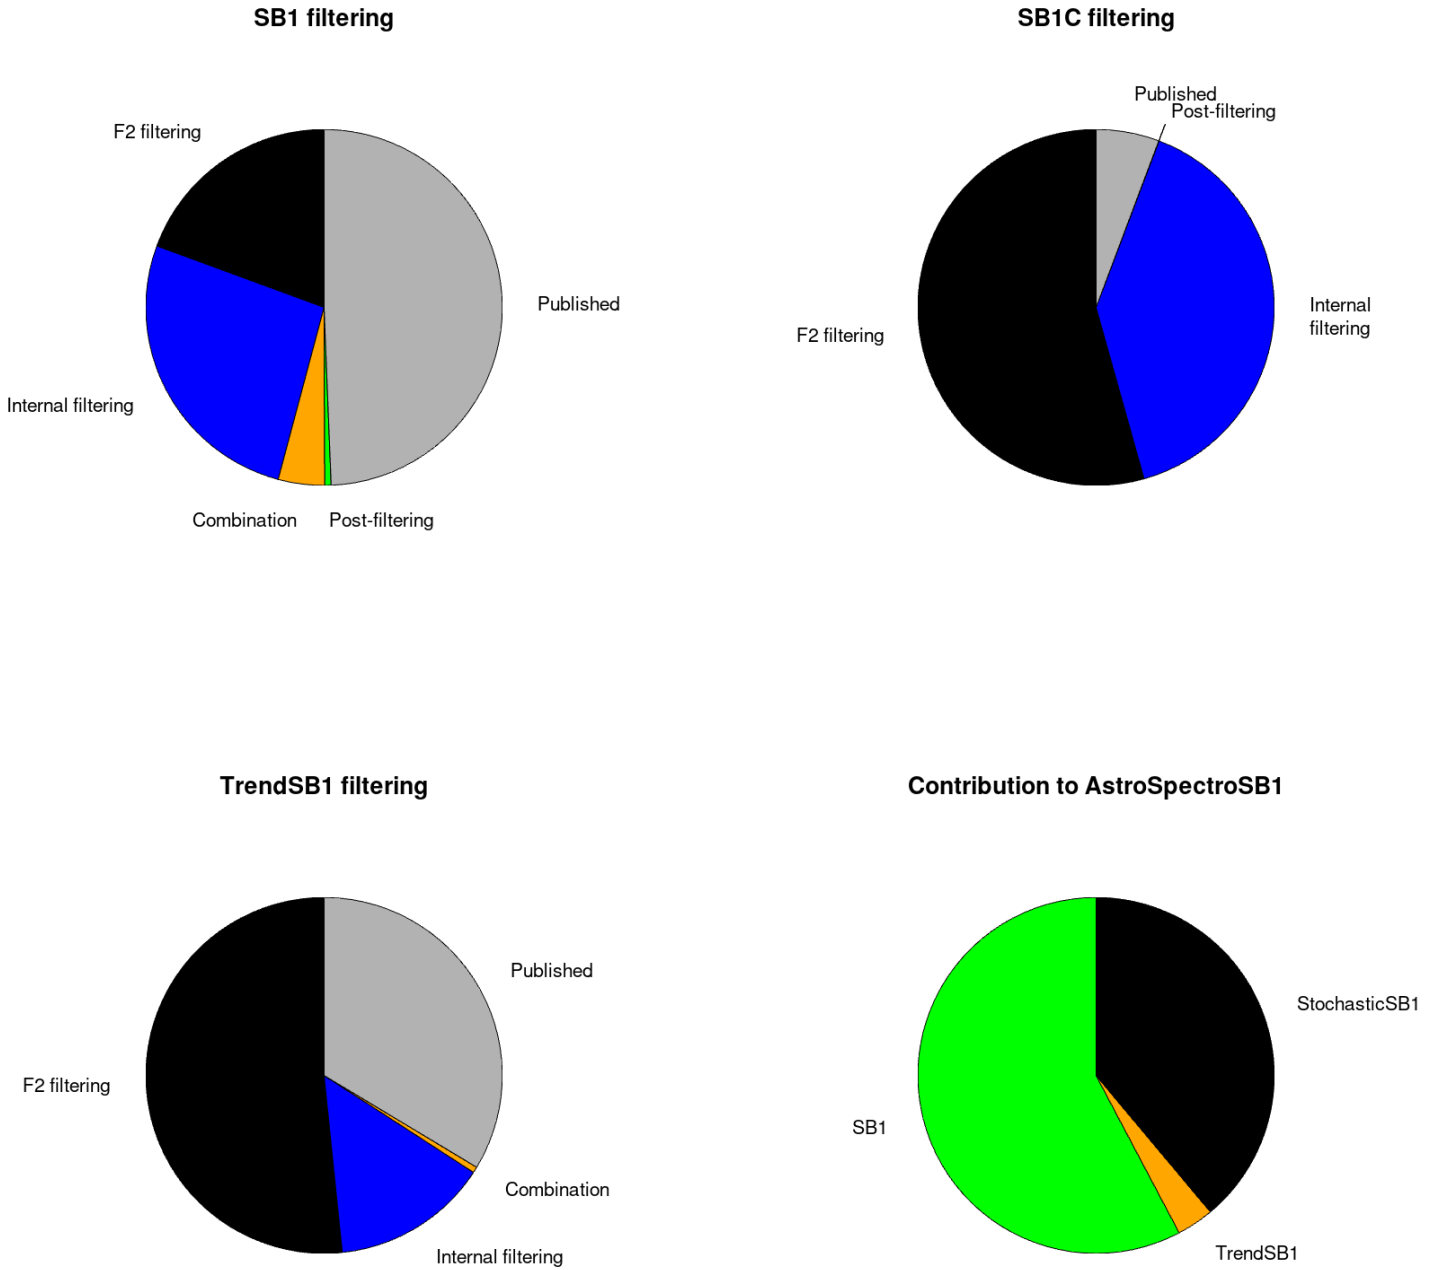 SB1 filtering
F2 filtering
Published
Internal filtering
Combination
Post-filtering
SB1C filtering
Published
Post-filtering
Internal
filtering
F2 filtering
TrendSB1 filtering
Published
F2 filtering
Combination
Internal filtering
Contribution to AstroSpectroSB1
StochasticSB1
SB1
TrendSB1